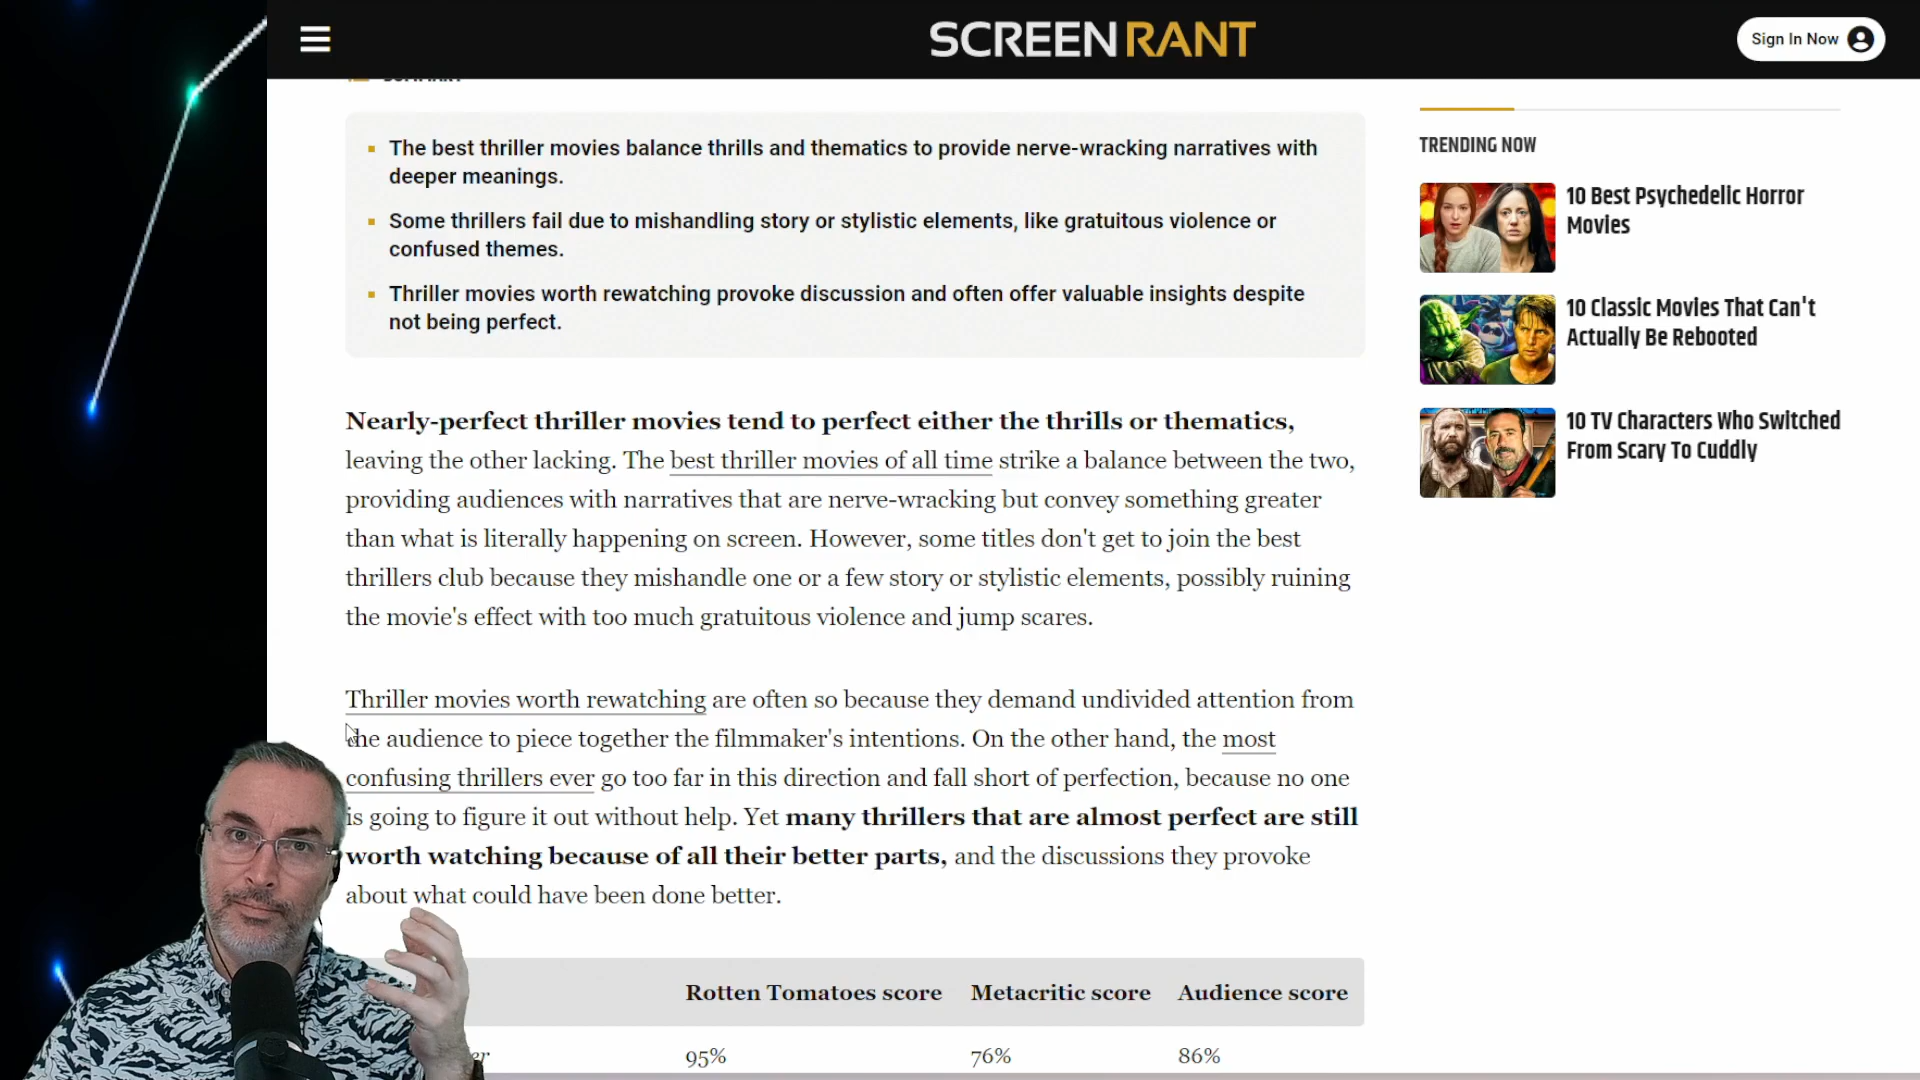 SCREENRANT
Sign In Now
The best thriller movies balance thrills and thematics to provide nerve-wracking narratives with
deeper meanings.
Some thrillers fail due to mishandling story or stylistic elements, like gratuitous violence or
confused themes.
Thriller movies worth rewatching provoke discussion and often offer valuable insights despite
not being perfect.
Nearly-perfect thriller movies tend to perfect either the thrills or thematics,
leaving the other lacking. The best thriller movies of all time strike a balance between the two,
providing audiences with narratives that are nerve-wracking but convey something greater
than what is literally happening on screen. However, some titles don't get to join the best
thrillers club because they mishandle one or a few story or stylistic elements, possibly ruining
the movie's effect with too much gratuitous violence and jump scares.
Thriller movies worth rewatching are often so because they demand undivided attention from
the audience to piece together the filmmaker's intentions. On the other hand, the most
confusing thrillers ever go too far in this direction and fall short of perfection, because no one
is going to figure it out without help. Yet many thrillers that are almost perfect are still
worth watching because of all their better parts, and the discussions they provoke
about what could have been done better.
Rotten Tomatoes score Metacritic score Audience score
95% 76% 86%
TRENDING NOW
10 Best Psychedelic Horror
Movies
10 Classic Movies That Can't
Actually Be Rebooted
10 TV Characters Who Switched
From Scary To Cuddly